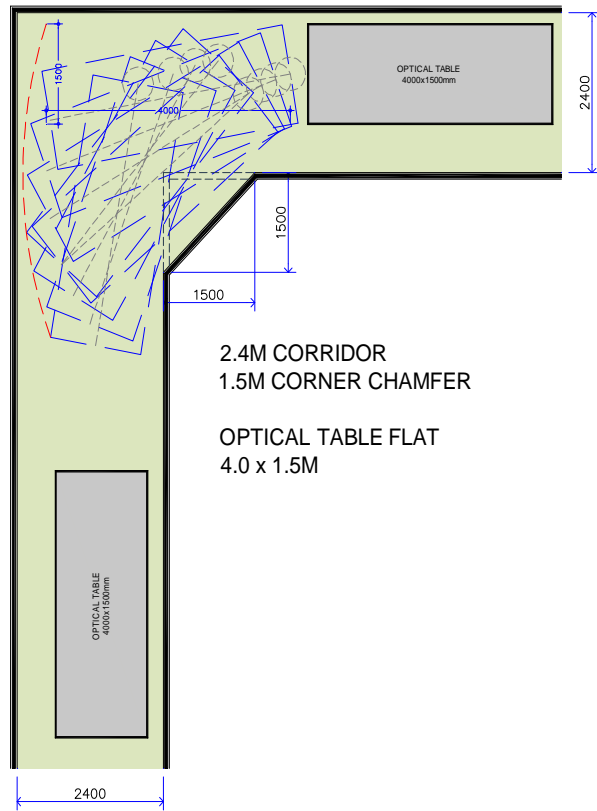 OPTICAL TABLE
4000x1500mm
2400
1500
4000
1500
1500
2.4M CORRIDOR
1.5M CORNER CHAMFER
OPTICAL TABLE FLAT
4.0 x 1.5M
OPTICAL TABLE
4000x1500mm
2400